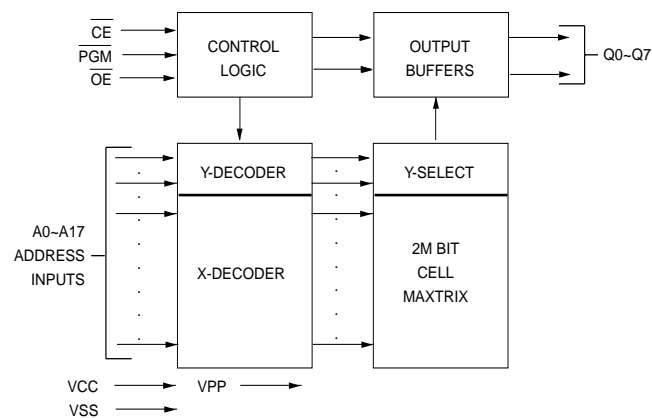 CE
PGM
OE
CONTROL
LOGIC
OUTPUT
BUFFERS
Q0~Q7
A0~A17
ADDRESS
INPUTS
Y-DECODER
X-DECODER
Y-SELECT
2M BIT
CELL
MAXTRIX
VCC
VPP
VSS